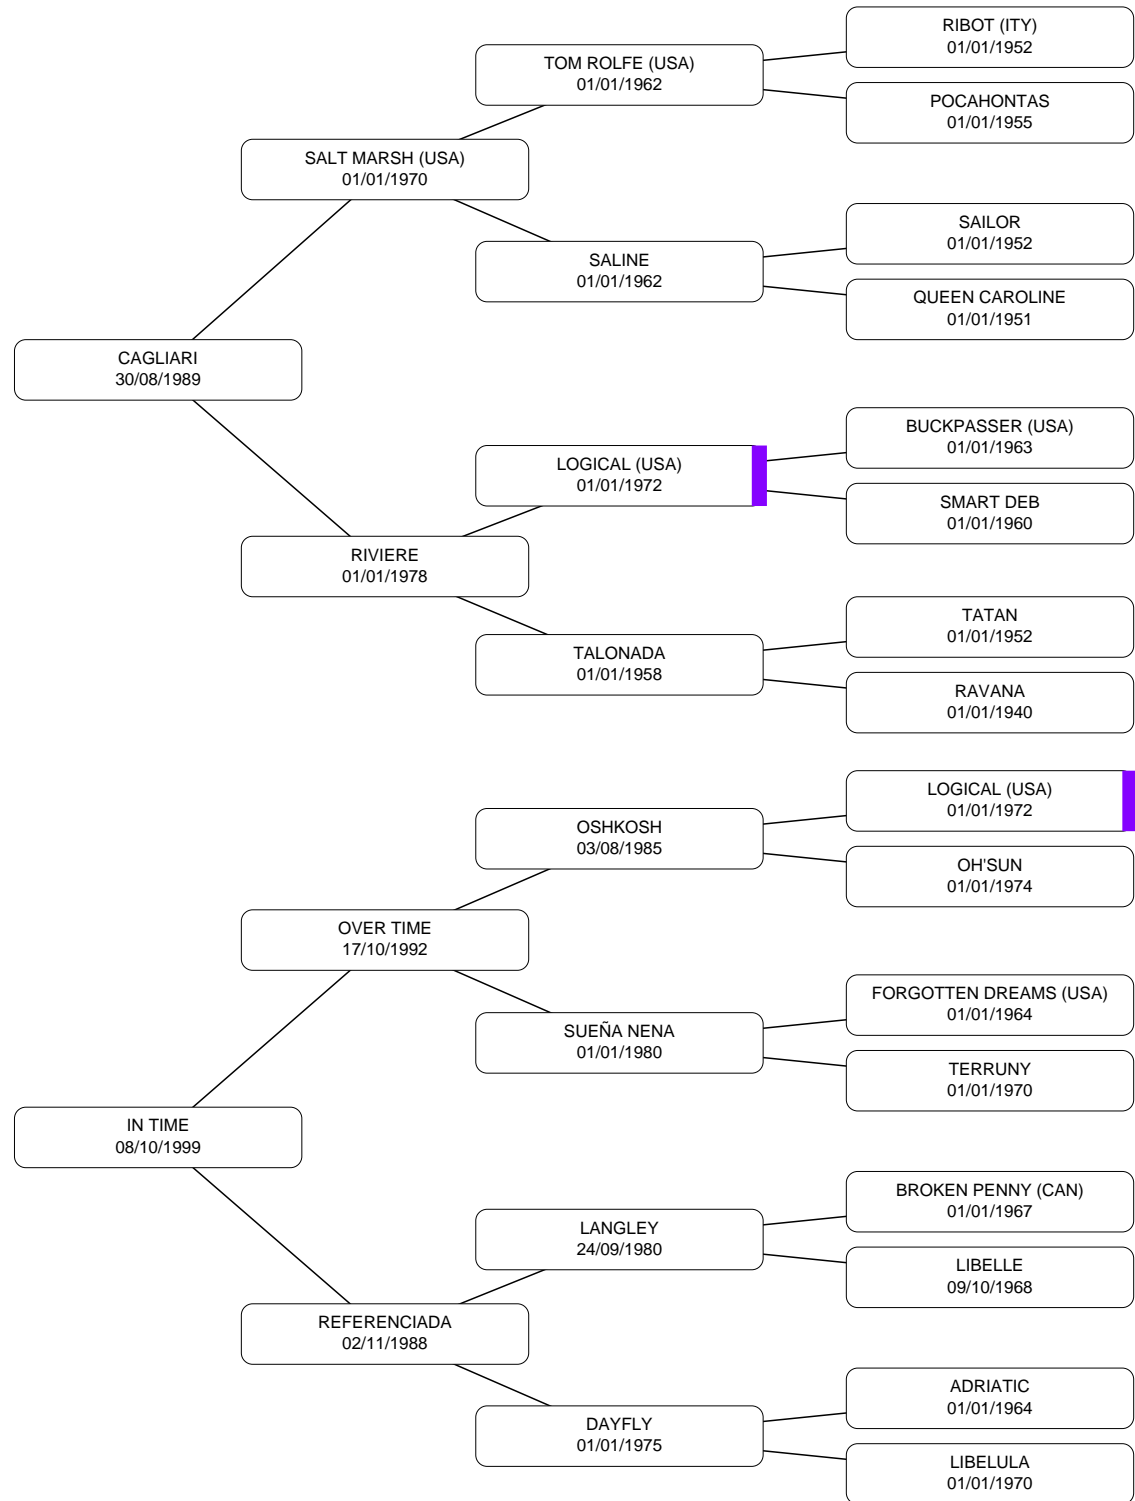 RIBOT (ITY)
01/01/1952
TOM ROLFE (USA)
01/01/1962
POCAHONTAS
01/01/1955
SALT MARSH (USA)
01/01/1970
SAILOR
01/01/1952
SALINE
01/01/1962
QUEEN CAROLINE
01/01/1951
CAGLIARI
30/08/1989
BUCKPASSER (USA)
01/01/1963
LOGICAL (USA)
01/01/1972
SMART DEB
01/01/1960
RIVIERE
01/01/1978
TATAN
01/01/1952
TALONADA
01/01/1958
RAVANA
01/01/1940
LOGICAL (USA)
01/01/1972
OSHKOSH
03/08/1985
OH'SUN
01/01/1974
OVER TIME
17/10/1992
FORGOTTEN DREAMS (USA)
01/01/1964
SUEÑA NENA
01/01/1980
TERRUNY
01/01/1970
IN TIME
08/10/1999
BROKEN PENNY (CAN)
01/01/1967
LANGLEY
24/09/1980
LIBELLE
09/10/1968
REFERENCIADA
02/11/1988
ADRIATIC
01/01/1964
DAYFLY
01/01/1975
LIBELULA
01/01/1970